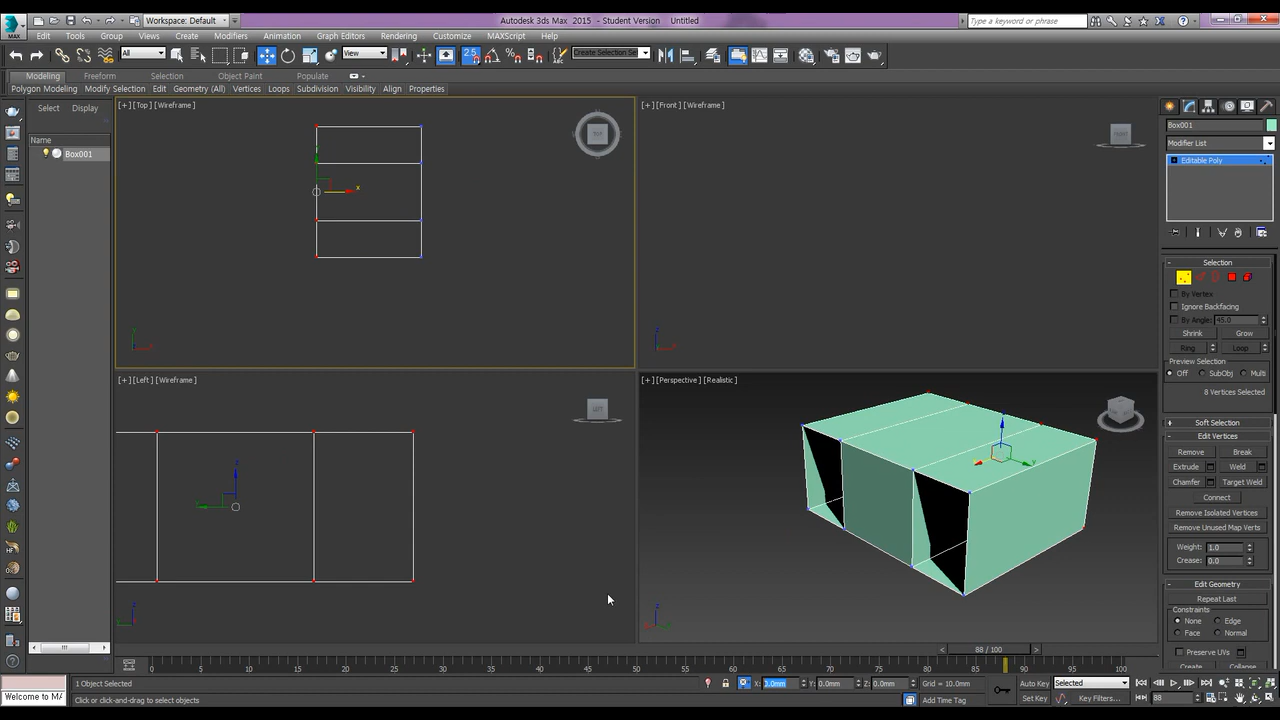 Workspace: Default
Autodesk 3ds Max 2015 - Student Version Untitled
Type a keyword or phrase
MAX
Edit Tools Group Views Create Modifiers Animation Graph Editors Rendering Customize MAXScript Help
All View 2.5 Create Selection Se
Modeling Freeform Selection Object Paint Populate
Polygon Modeling Modify Selection Edit Geometry (All) Vertices Loops Subdivision Visibility Align Properties
Select Display
Name
Box001
[+] [Top] [Wireframe]
TOP
x
[+] [Front] [Wireframe]
FRONT
[+] [Left] [Wireframe]
LEFT
[+] [Perspective] [Realistic]
Box001
Modifier List
Editable Poly
- Selection
By Vertex
Ignore Backfacing
By Angle: 45.0
Shrink Grow
Ring Loop
Preview Selection
Off SubObj Multi
8 Vertices Selected
+ Soft Selection
- Edit Vertices
Remove Break
Extrude Weld
Chamfer Target Weld
Connect
Remove Isolated Vertices
Remove Unused Map Verts
Weight: 1.0
Crease: 0.0
- Edit Geometry
Repeat Last
Constraints
None Edge
Face Normal
Preserve UVs
Create Collapse
< 88 / 100 >
0 5 10 15 20 25 30 35 40 45 50 55 60 65 70 75 80 85 90 95 100
1 Object Selected
X: 0.0mm Y: 0.0mm Z: 0.0mm Grid = 10.0mm
Auto Key Selected
Welcome to MA
Click or click-and-drag to select objects
Add Time Tag
Set Key Key Filters...
88